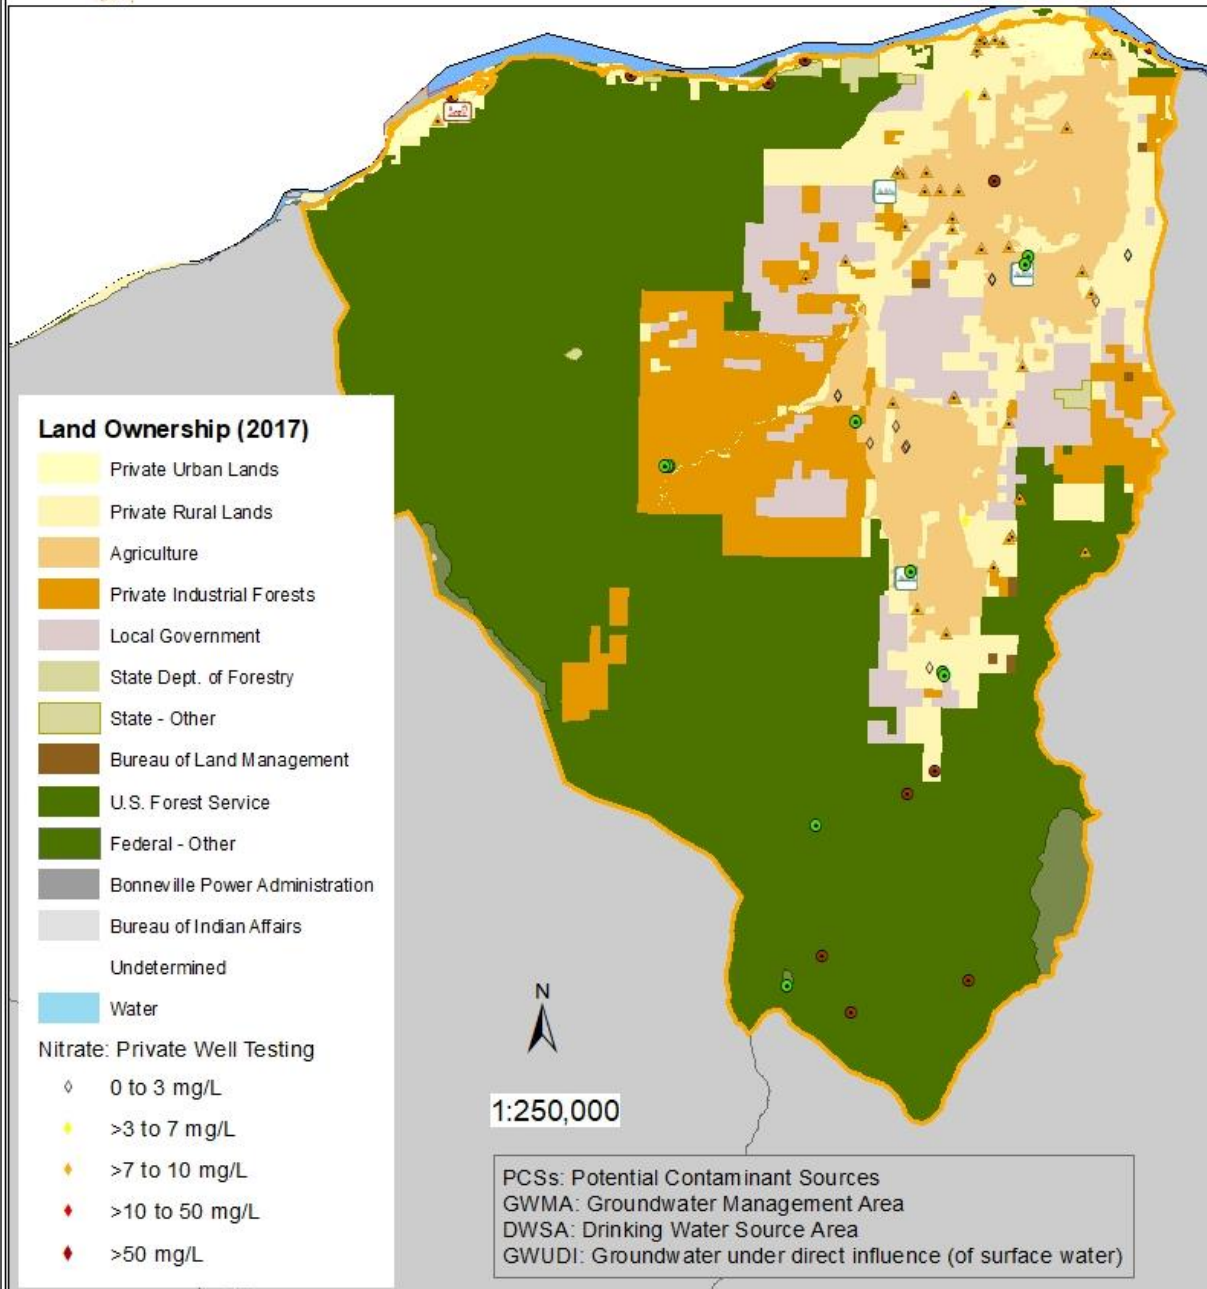 Land Ownership (2017)
Private Urban Lands
Private Rural Lands
Agriculture
Private Industrial Forests
Local Government
State Dept. of Forestry
State - Other
Bureau of Land Management
U.S. Forest Service
Federal - Other
Bonneville Power Administration
Bureau of Indian Affairs
Undetermined
Water
Nitrate: Private Well Testing
0 to 3 mg/L
>3 to 7 mg/L
>7 to 10 mg/L
>10 to 50 mg/L
>50 mg/L
N
1:250,000
PCSs: Potential Contaminant Sources
GWMA: Groundwater Management Area
DWSA: Drinking Water Source Area
GWUDI: Groundwater under direct influence (of surface water)